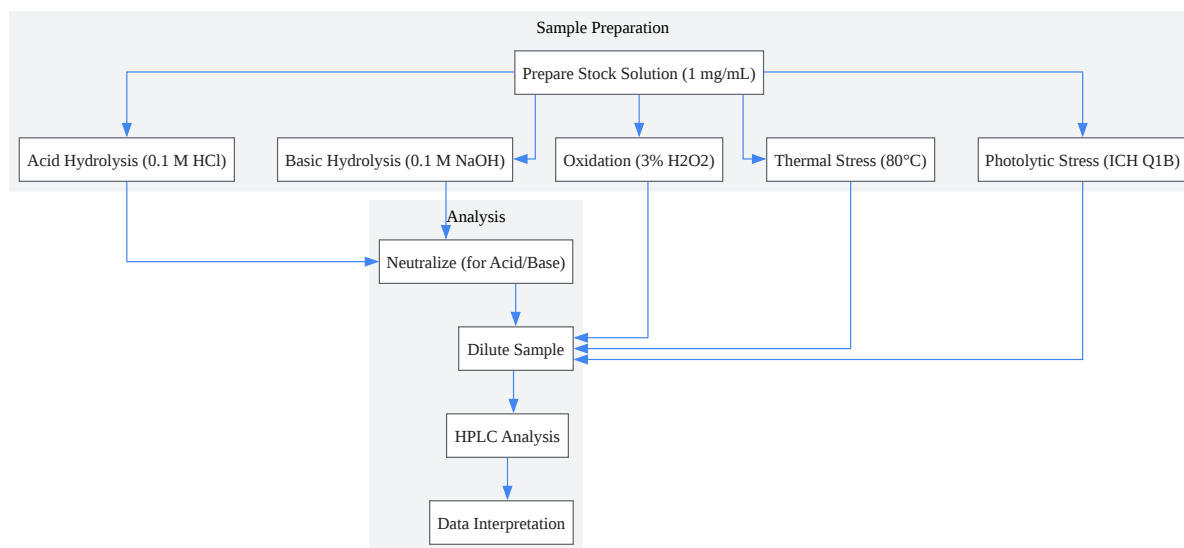 Sample Preparation
Prepare Stock Solution (1 mg/mL)
Acid Hydrolysis (0.1 M HCl)
Basic Hydrolysis (0.1 M NaOH)
Oxidation (3% H2O2)
Thermal Stress (80°C)
Photolytic Stress (ICH Q1B)
Analysis
Neutralize (for Acid/Base)
Dilute Sample
HPLC Analysis
Data Interpretation